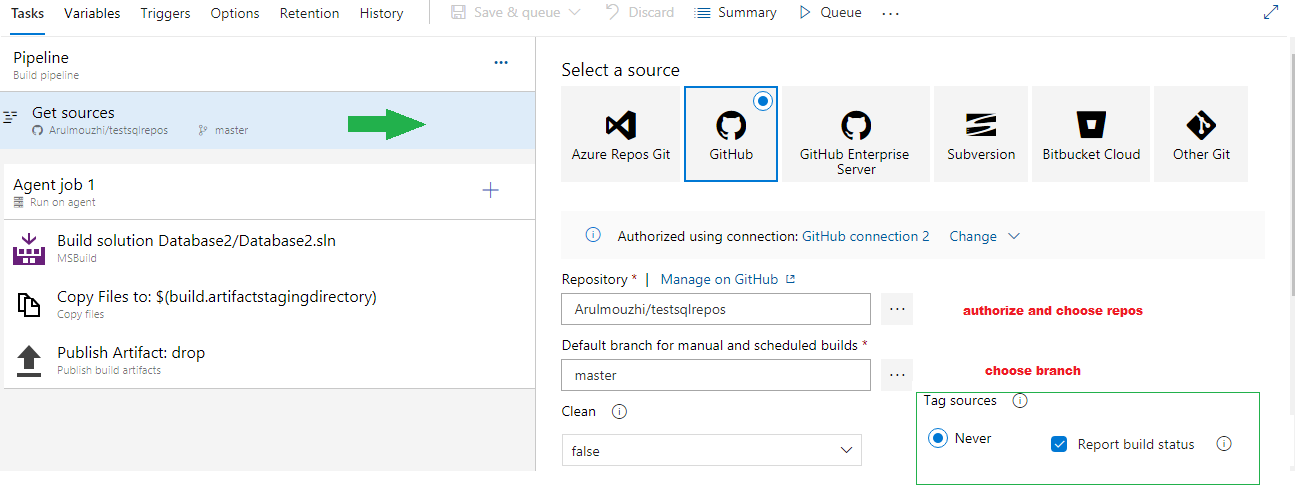 Tasks Variables Triggers Options Retention History Save & queue Discard Summary Queue ...
Pipeline ...
Build pipeline
Get sources
Arulmouzhi/testsqlrepos master
Agent job 1 +
Run on agent
Build solution Database2/Database2.sln
MSBuild
Copy Files to: $(build.artifactstagingdirectory)
Copy files
Publish Artifact: drop
Publish build artifacts
Select a source
Azure Repos Git GitHub GitHub Enterprise Server Subversion Bitbucket Cloud Other Git
Authorized using connection: GitHub connection 2 Change
Repository * | Manage on GitHub
Arulmouzhi/testsqlrepos ... authorize and choose repos
Default branch for manual and scheduled builds *
master ... choose branch
Clean
false
Tag sources
Never Report build status